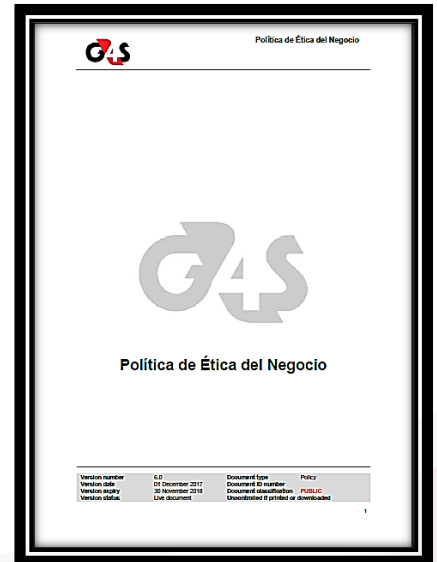 G4S
Política de Ética del Negocio
G4S
Política de Ética del Negocio
Version number 6.0 Document type Policy
Version date 01 December 2017 Document ID number
Version expiry 30 November 2018 Document classification PUBLIC
Version status Live document Uncontrolled if printed or downloaded
1